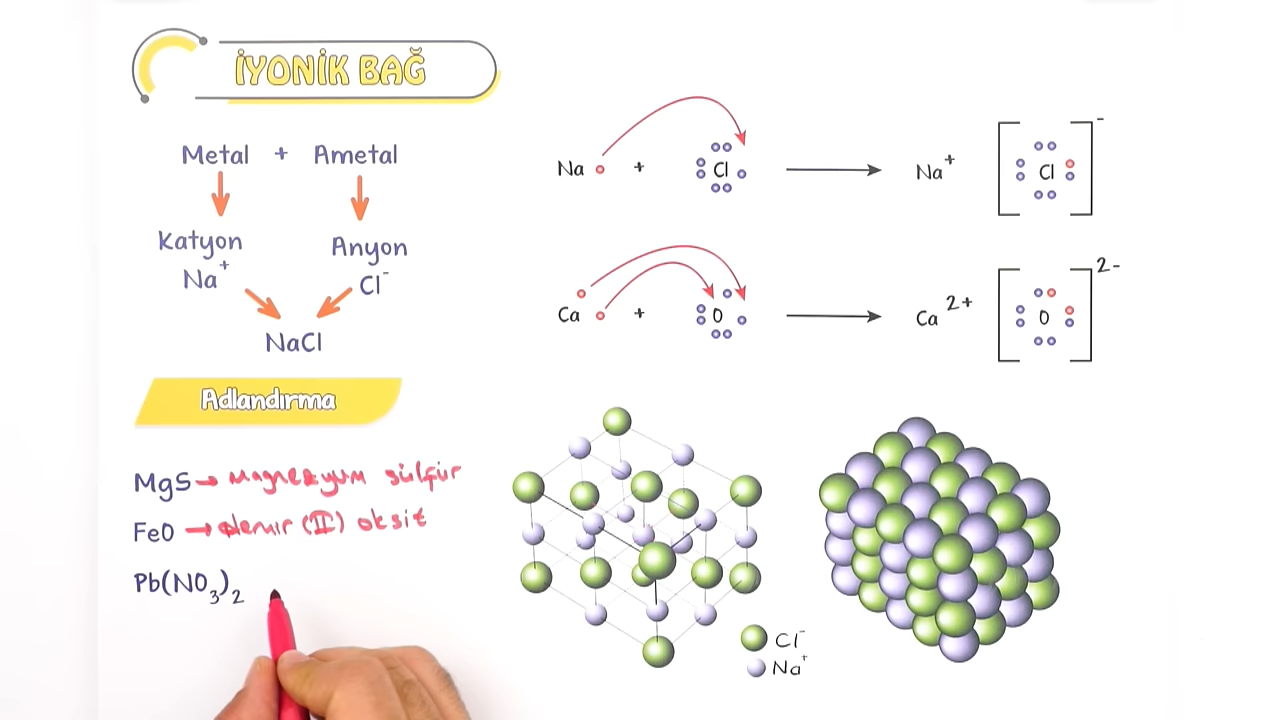 İYONİK BAĞ
Metal + Ametal
Katyon Anyon
Na⁺ Cl⁻
NaCl
Na + Cl Na⁺ [Cl]⁻
Ca + O Ca²⁺ [O]²⁻
Adlandırma
MgS → Magnezyum sülfür
FeO → demir (II) oksit
Pb(NO₃)₂
Cl⁻
Na⁺